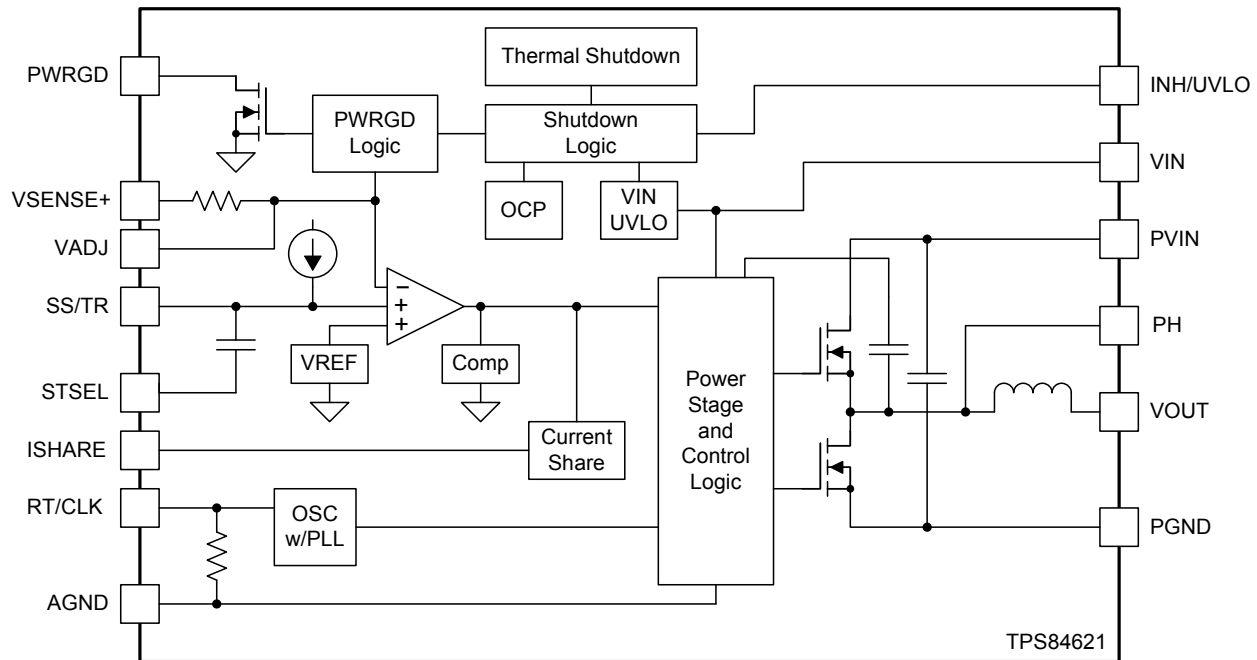 PWRGD
VSENSE+
VADJ
SS/TR
STSEL
ISHARE
RT/CLK
AGND
Thermal Shutdown
PWRGD
Logic
Shutdown
Logic
OCP
VIN
UVLO
−
+
+
VREF
Comp
Current
Share
OSC
w/PLL
Power
Stage
and
Control
Logic
INH/UVLO
VIN
PVIN
PH
VOUT
PGND
TPS84621